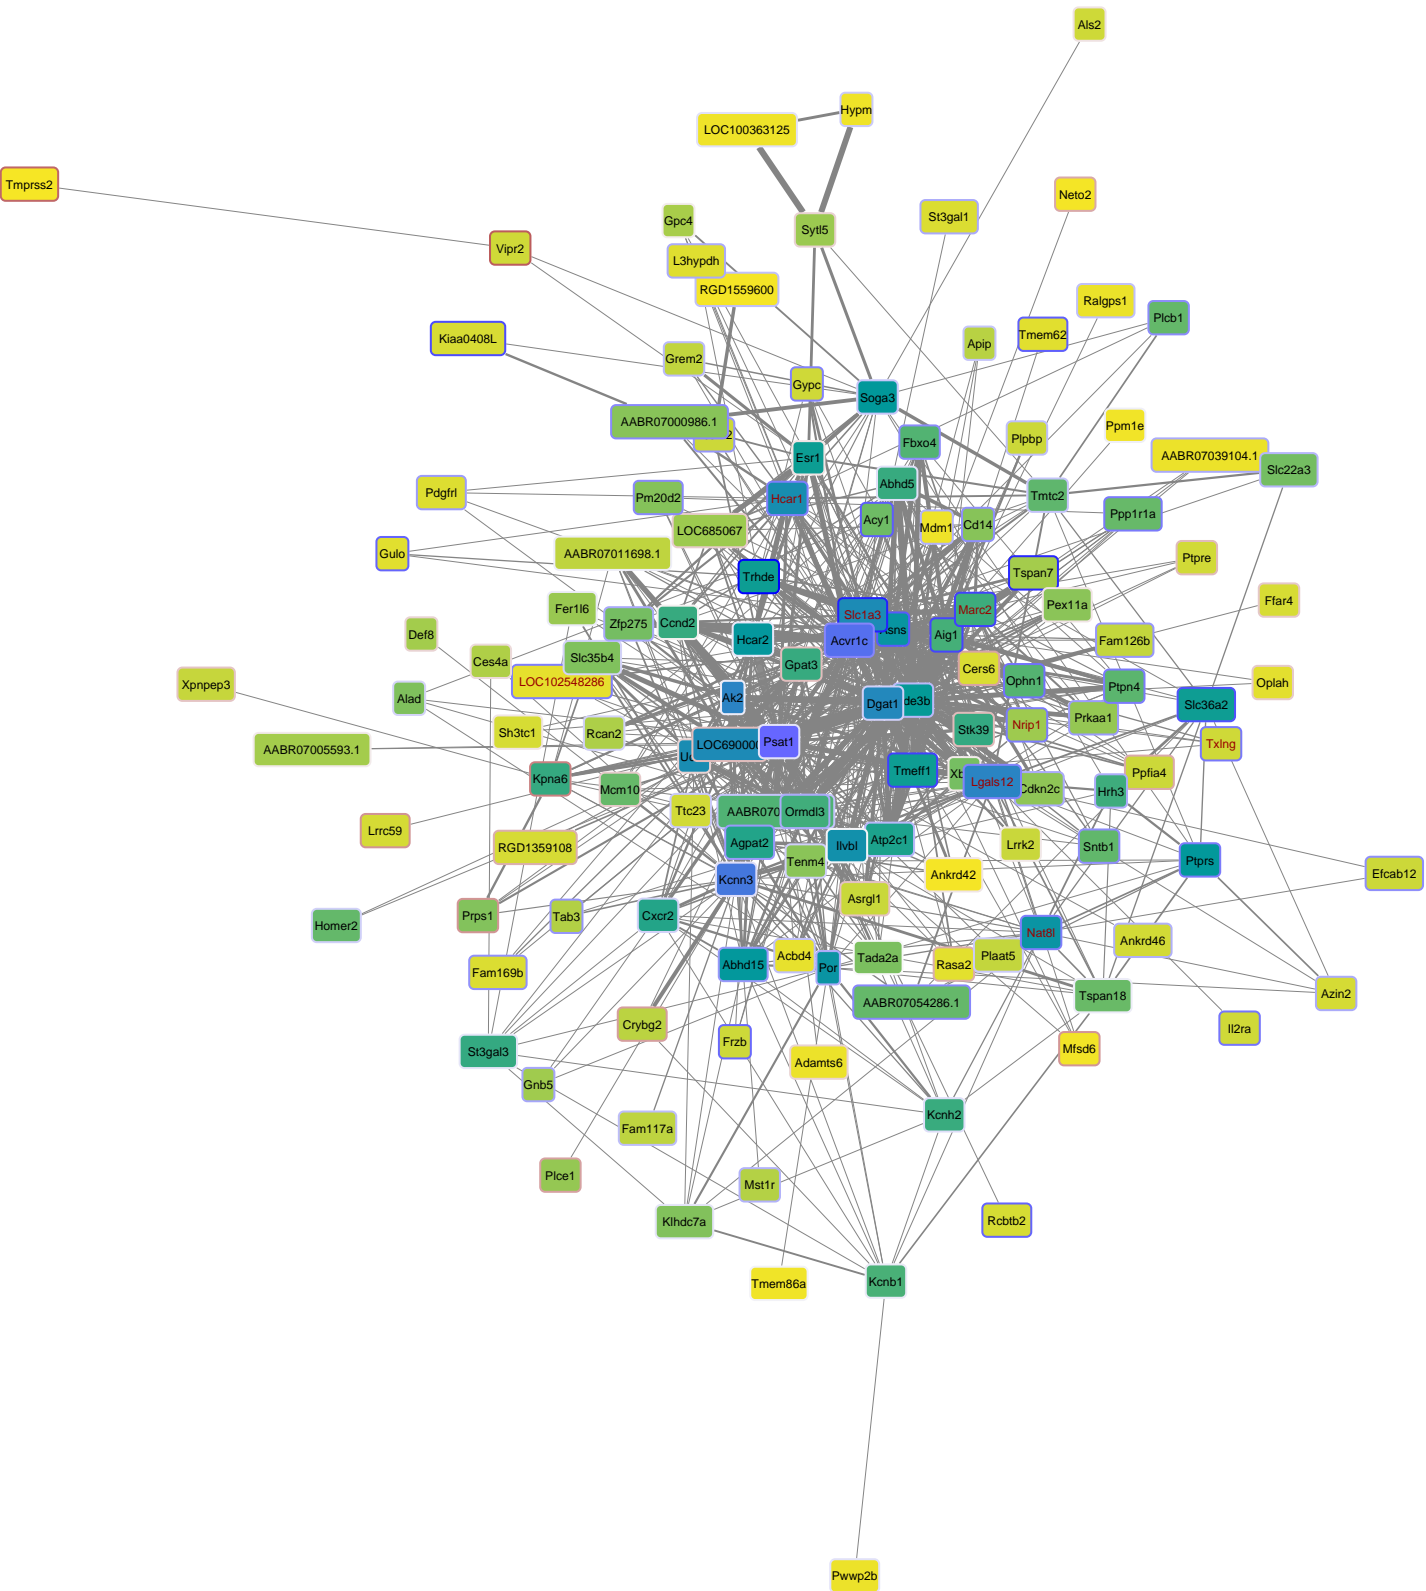 Als2
Hypm
LOC100363125
Tmprss2
Neto2
St3gal1
Gpc4
Sytl5
Vipr2
L3hypdh
RGD1559600
Ralgps1
Plcb1
Tmem62
Kiaa0408L
Apip
Grem2
Gypc
Soga3
AABR07000986.1
Ppm1e
Plpbp
Fbxo4
AABR07039104.1
Esr1
Slc22a3
Abhd5
Pdgfrl
Pm20d2
Hcar1
Tmtc2
Ppp1r1a
Acy1
Cd14
Mdm1
LOC685067
AABR07011698.1
Gulo
Ptpre
Trhde
Tspan7
Ffar4
Pex11a
Fer1l6
Slc1a3
Marc2
Zfp275
Ccnd2
Def8
Hcar2
Acvr1c
Aig1
Fam126b
Slc35b4
Ces4a
Gpat3
Cers6
LOC102548286
Ophn1
Ptpn4
Oplah
Xpnpep3
Alad
Ak2
Dgat1
Slc36a2
Prkaa1
Nrip1
Sh3tc1
Rcan2
Stk39
LOC690000
Psat1
Txlng
AABR07005593.1
Tmeff1
Ppfia4
Kpna6
Lgals12
Cdkn2c
Mcm10
Hrh3
Ttc23
Ormdl3
Lrrc59
RGD1359108
Agpat2
Ilvbl
Atp2c1
Lrrk2
Sntb1
Tenm4
Ptprs
Ankrd42
Efcab12
Kcnn3
Asrgl1
Homer2
Prps1
Tab3
Cxcr2
Nat8l
Ankrd46
Acbd4
Tada2a
Plaat5
Fam169b
Abhd15
Por
Rasa2
Tspan18
Azin2
AABR07054286.1
Crybg2
Il2ra
Frzb
St3gal3
Mfsd6
Adamts6
Gnb5
Kcnh2
Fam117a
Plce1
Mst1r
Klhdc7a
Rcbtb2
Tmem86a
Kcnb1
Pwwp2b